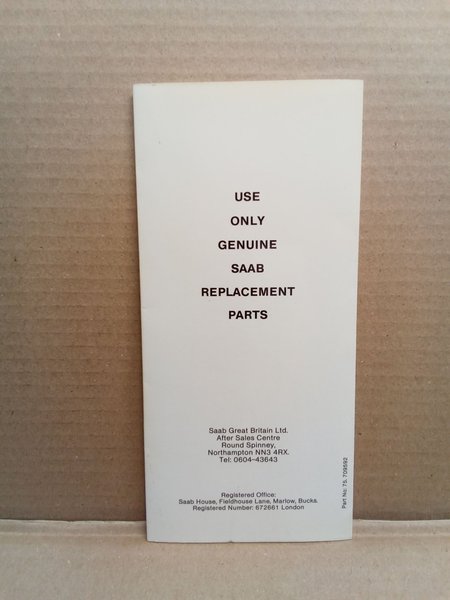 USE
ONLY
GENUINE
SAAB
REPLACEMENT
PARTS
Saab Great Britain Ltd.
After Sales Centre
Round Spinney,
Northampton NN3 4RX.
Tel: 0604-43643
Registered Office:
Saab House, Fieldhouse Lane, Marlow, Bucks.
Registered Number: 672661 London
Part No: 75. 709592